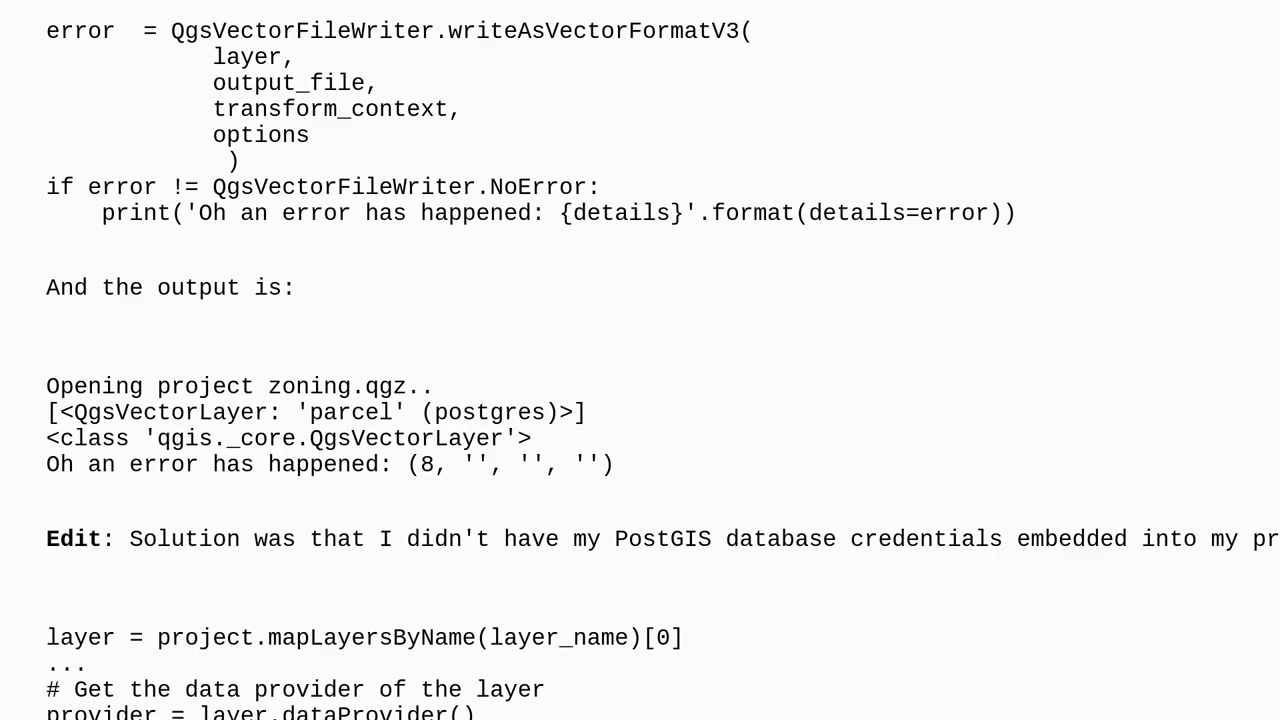 error  = QgsVectorFileWriter.writeAsVectorFormatV3(
            layer,
            output_file,
            transform_context,
            options
             )
if error != QgsVectorFileWriter.NoError:
    print('Oh an error has happened: {details}'.format(details=error))
And the output is:
Opening project zoning.qgz..
[<QgsVectorLayer: 'parcel' (postgres)>]
<class 'qgis._core.QgsVectorLayer'>
Oh an error has happened: (8, '', '', '')
Edit: Solution was that I didn't have my PostGIS database credentials embedded into my pr
layer = project.mapLayersByName(layer_name)[0]
...
# Get the data provider of the layer
provider = layer.dataProvider()